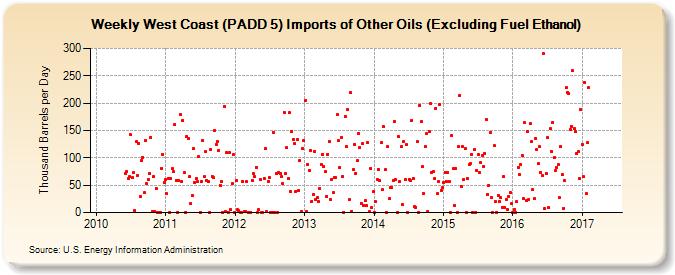 Weekly West Coast (PADD 5) Imports of Other Oils (Excluding Fuel Ethanol)
Thousand Barrels per Day
300
250
200
150
100
50
0
2010 2011 2012 2013 2014 2015 2016 2017
Source: U.S. Energy Information Administration